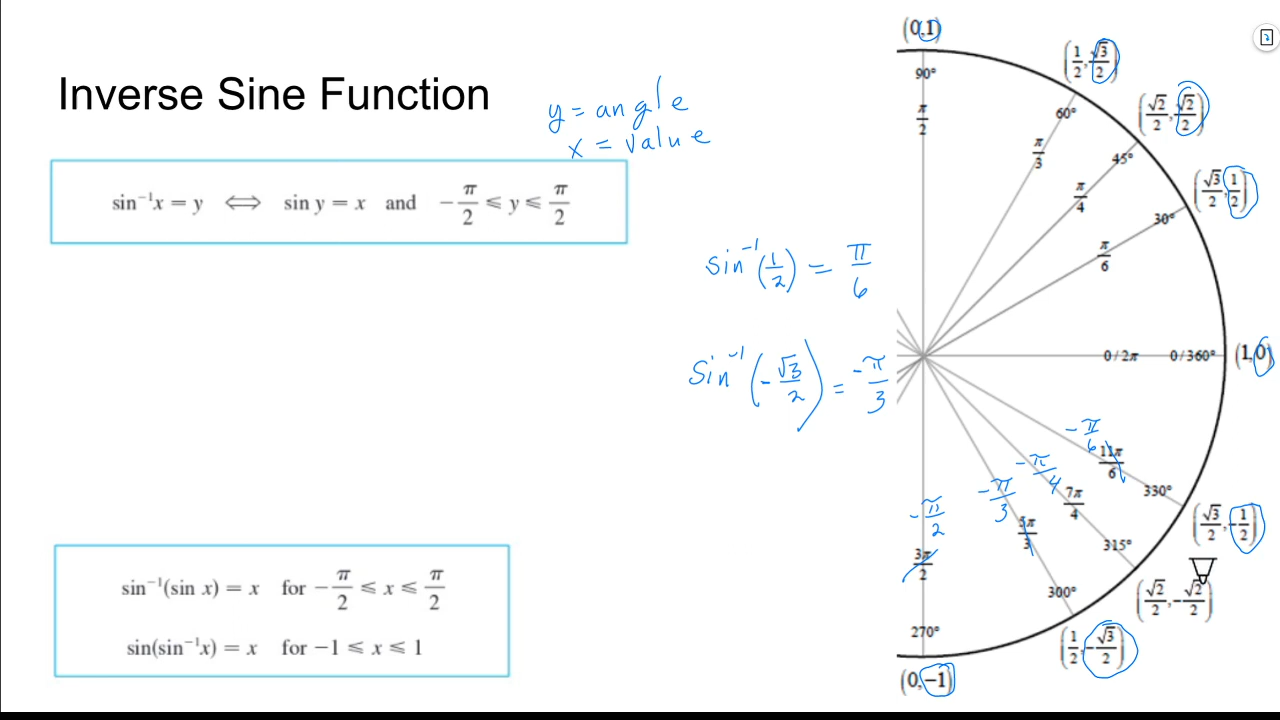 Inverse Sine Function
y = angle
x = value
sin⁻¹x = y ⟺ sin y = x and −π/2 ⩽ y ⩽ π/2
sin⁻¹(1/2) = π/6
sin⁻¹(-√3/2) = -π/3
sin⁻¹(sin x) = x for −π/2 ⩽ x ⩽ π/2
sin(sin⁻¹x) = x for −1 ⩽ x ⩽ 1
(0,1)
90°
π/2
(1/2, √3/2)
60°
π/3
(√2/2, √2/2)
45°
π/4
(√3/2, 1/2)
30°
π/6
0/2π 0/360° (1,0)
-π/6
11π/6
330°
(√3/2, -1/2)
-π/4
7π/4
315°
(√2/2, -√2/2)
-π/3
5π/3
300°
(1/2, -√3/2)
-π/2
3π/2
270°
(0,−1)